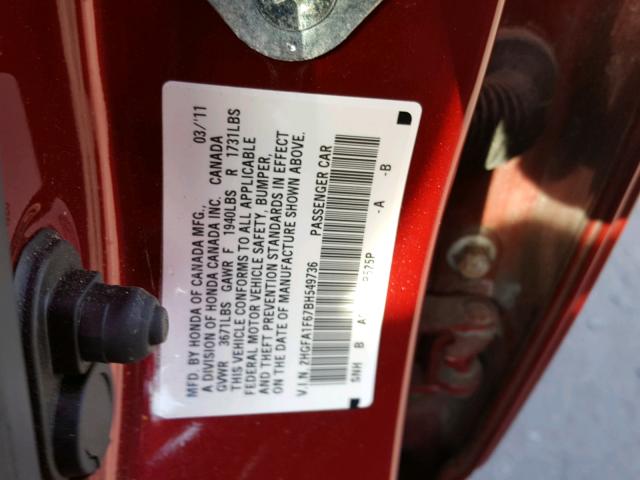 MFD. BY HONDA OF CANADA MFG., 03/'11
A DIVISION OF HONDA CANADA INC. CANADA
GVWR 3671LBS GAWR F 1940LBS R 1731LBS
THIS VEHICLE CONFORMS TO ALL APPLICABLE
FEDERAL MOTOR VEHICLE SAFETY, BUMPER,
AND THEFT PREVENTION STANDARDS IN EFFECT
ON THE DATE OF MANUFACTURE SHOWN ABOVE.
V.I.N. 2HGFA1F67BH549736 PASSENGER CAR
SNH B -A -B